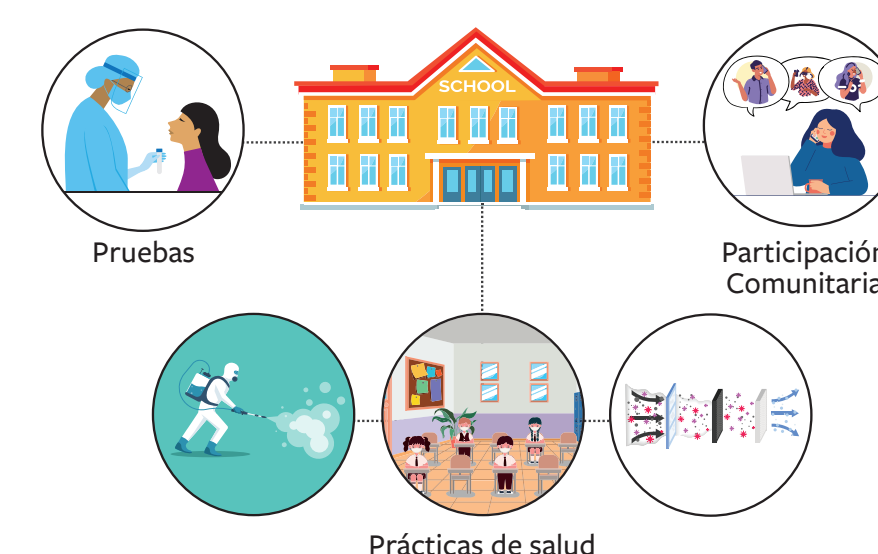 SCHOOL
Pruebas
Participación
Comunitaria
Prácticas de salud